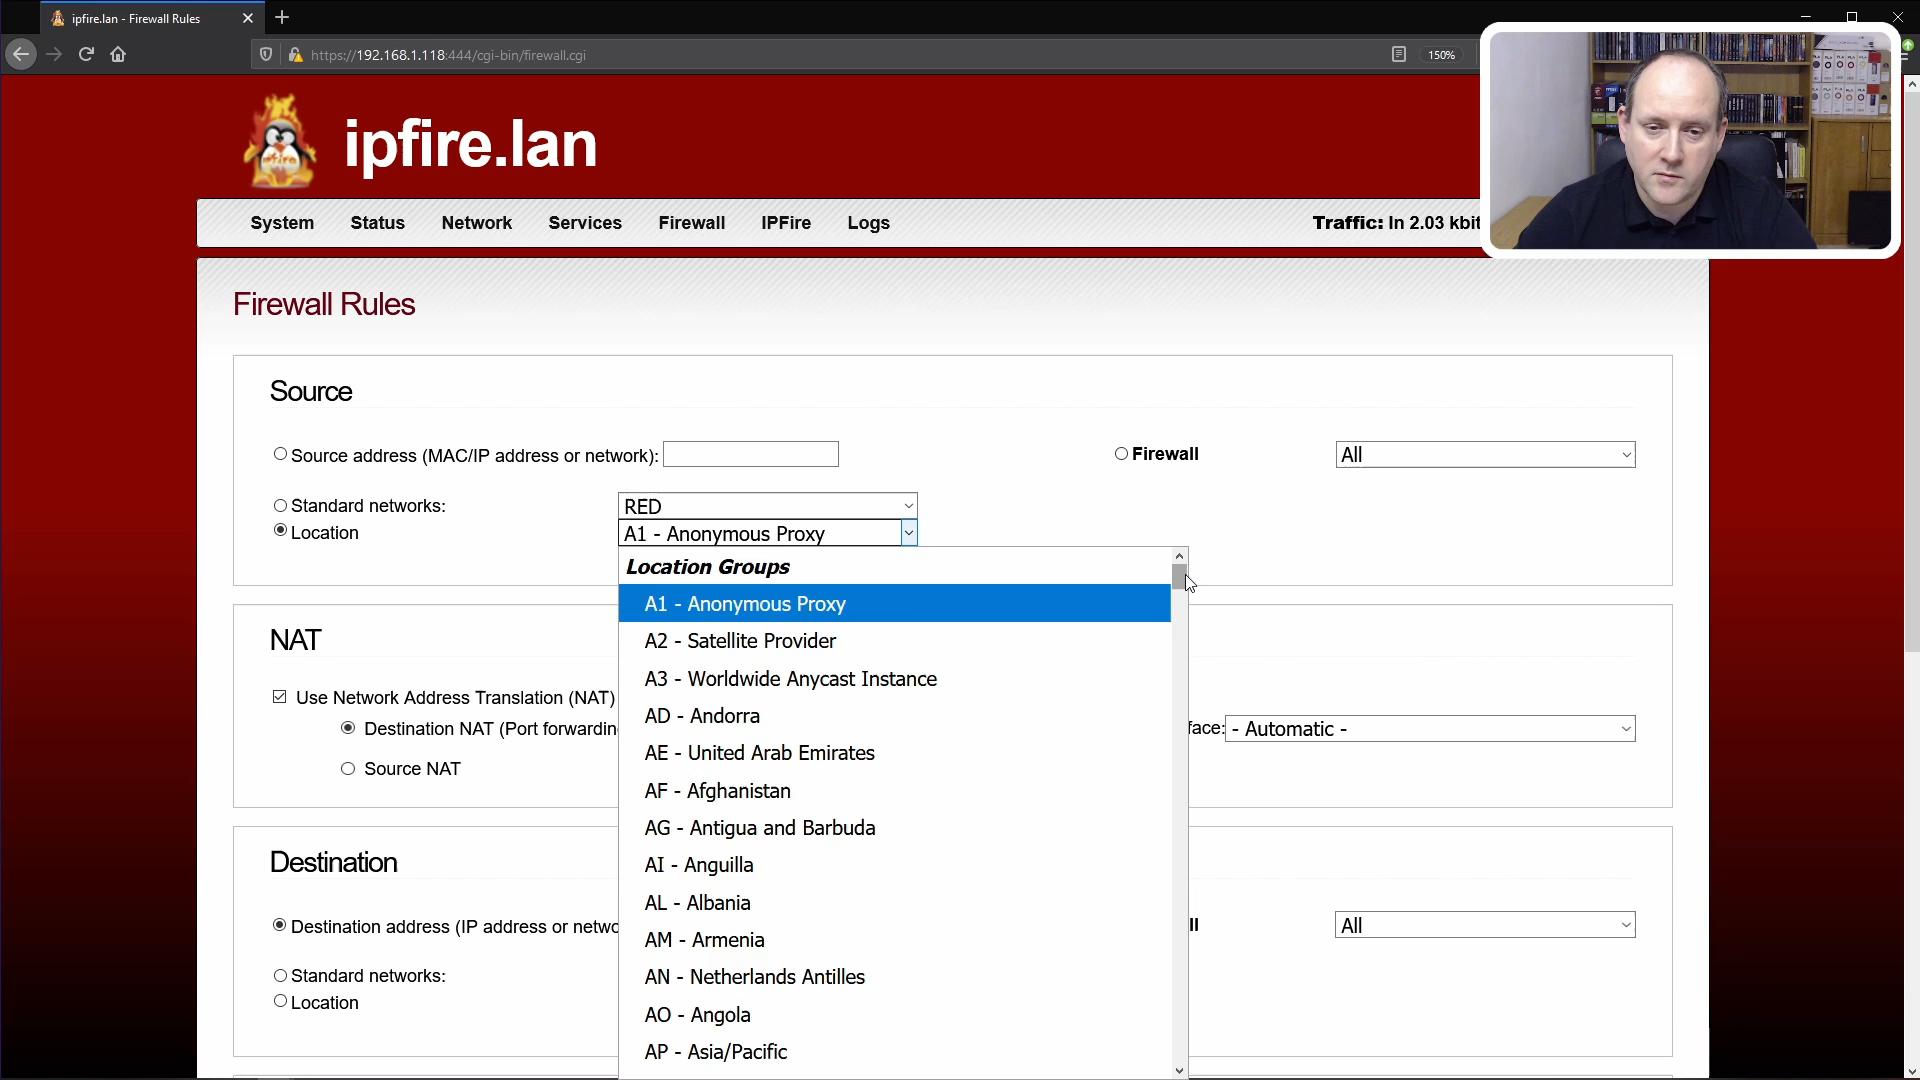 ipfire.lan - Firewall Rules
https://192.168.1.118:444/cgi-bin/firewall.cgi
150%
ipfire
ipfire.lan
System Status Network Services Firewall IPFire Logs
Traffic: In 2.03 kbit
Firewall Rules
Source
Source address (MAC/IP address or network):
Firewall
All
Standard networks:
RED
Location
A1 - Anonymous Proxy
Location Groups
A1 - Anonymous Proxy
A2 - Satellite Provider
A3 - Worldwide Anycast Instance
AD - Andorra
AE - United Arab Emirates
AF - Afghanistan
AG - Antigua and Barbuda
AI - Anguilla
AL - Albania
AM - Armenia
AN - Netherlands Antilles
AO - Angola
AP - Asia/Pacific
NAT
Use Network Address Translation (NAT)
Destination NAT (Port forwardin
face: - Automatic -
Source NAT
Destination
Destination address (IP address or netwo
ll
All
Standard networks:
Location